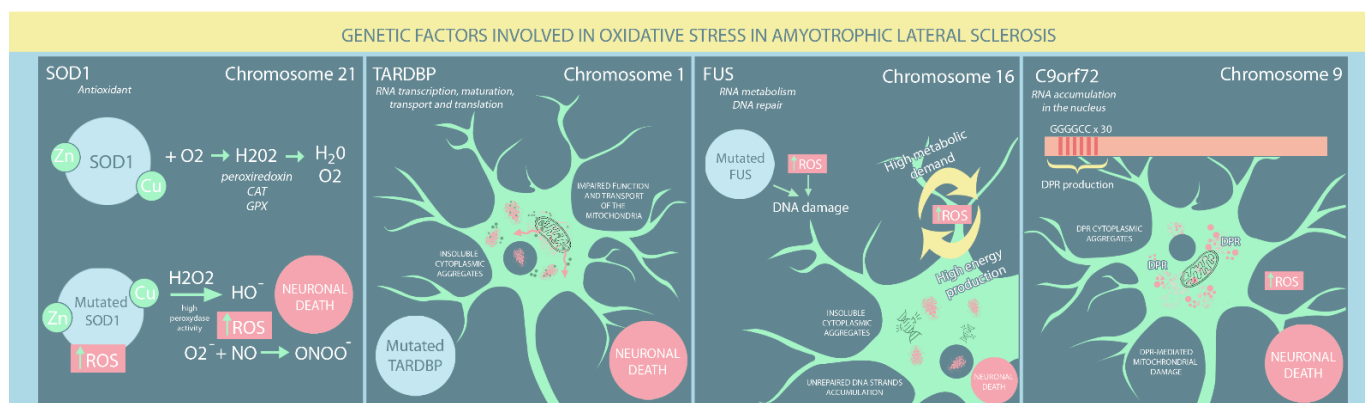 GENETIC FACTORS INVOLVED IN OXIDATIVE STRESS IN AMYOTROPHIC LATERAL SCLEROSIS
SOD1
Chromosome 21
Antioxidant
Zn
SOD1
Cu
+ O2
H2O2
H₂0
O2
peroxiredoxin
CAT
GPX
Mutated
SOD1
Zn
Cu
↑ROS
H2O2
high
peroxydase
activity
HO⁻
↑ROS
O2⁻ + NO
ONOO⁻
NEURONAL
DEATH
TARDBP
Chromosome 1
RNA transcription, maturation,
transport and translation
IMPAIRED FUNCTION
AND TRANSPORT
OF THE
MITOCHONDRIA
INSOLUBLE
CYTOPLASMIC
AGGREGATES
Mutated
TARDBP
NEURONAL
DEATH
FUS
Chromosome 16
RNA metabolism
DNA repair
Mutated
FUS
↑ROS
DNA damage
High metabolic
demand
↑ROS
High energy
production
INSOLUBLE
CYTOPLASMIC
AGGREGATES
UNREPAIRED DNA STRANDS
ACCUMULATION
NEURONAL
DEATH
C9orf72
Chromosome 9
RNA accumulation
in the nucleus
GGGGCC x 30
DPR production
DPR CYTOPLASMIC
AGGREGATES
DPR
DPR
↑ROS
DPR-MEDIATED
MITOCHONDRIAL
DAMAGE
NEURONAL
DEATH